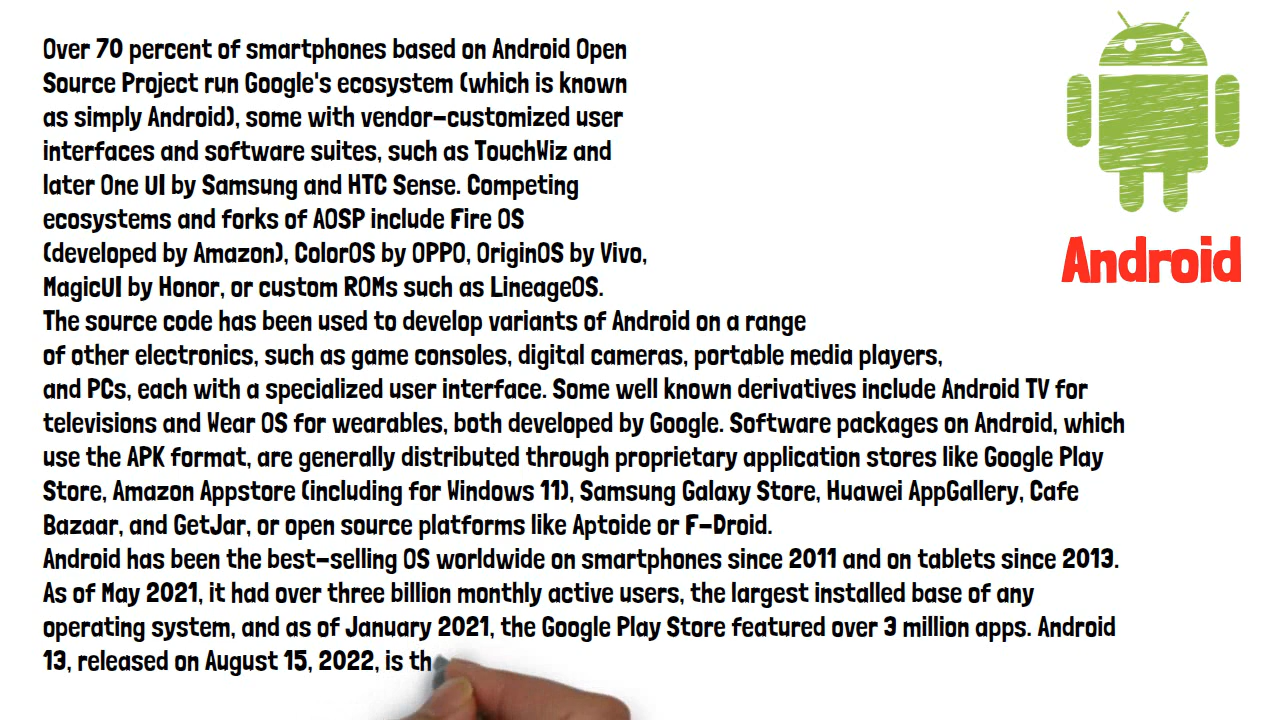 Over 70 percent of smartphones based on Android Open
Source Project run Google's ecosystem (which is known
as simply Android), some with vendor-customized user
interfaces and software suites, such as TouchWiz and
later One UI by Samsung and HTC Sense. Competing
ecosystems and forks of AOSP include Fire OS
(developed by Amazon), ColorOS by OPPO, OriginOS by Vivo,
MagicUI by Honor, or custom ROMs such as LineageOS.
The source code has been used to develop variants of Android on a range
of other electronics, such as game consoles, digital cameras, portable media players,
and PCs, each with a specialized user interface. Some well known derivatives include Android TV for
televisions and Wear OS for wearables, both developed by Google. Software packages on Android, which
use the APK format, are generally distributed through proprietary application stores like Google Play
Store, Amazon Appstore (including for Windows 11), Samsung Galaxy Store, Huawei AppGallery, Cafe
Bazaar, and GetJar, or open source platforms like Aptoide or F-Droid.
Android has been the best-selling OS worldwide on smartphones since 2011 and on tablets since 2013.
As of May 2021, it had over three billion monthly active users, the largest installed base of any
operating system, and as of January 2021, the Google Play Store featured over 3 million apps. Android
13, released on August 15, 2022, is th
Android